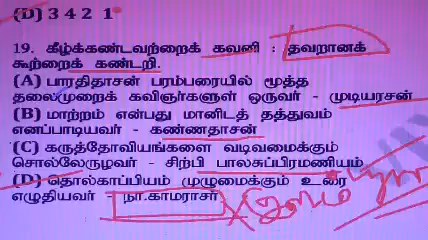 (D) 3 4 2 1
19. கீழ்க்கண்டவற்றைக் கவனி : தவறானக்
கூற்றைக் கண்டறி.
(A) பாரதிதாசன் பரம்பரையில் மூத்த
தலைமுறைக் கவிஞர்களுள் ஒருவர் - முடியரசன்
(B) மாற்றம் என்பது மானிடத் தத்துவம்
எனப்பாடியவர் - கண்ணதாசன்
(C) கருத்தோவியங்களை வடிவமைக்கும்
சொல்லேருழவர் - சிற்பி பாலசுப்பிரமணியம்
(D) தொல்காப்பியம் முழுமைக்கும் உரை
எழுதியவர் - நா.காமராசர்